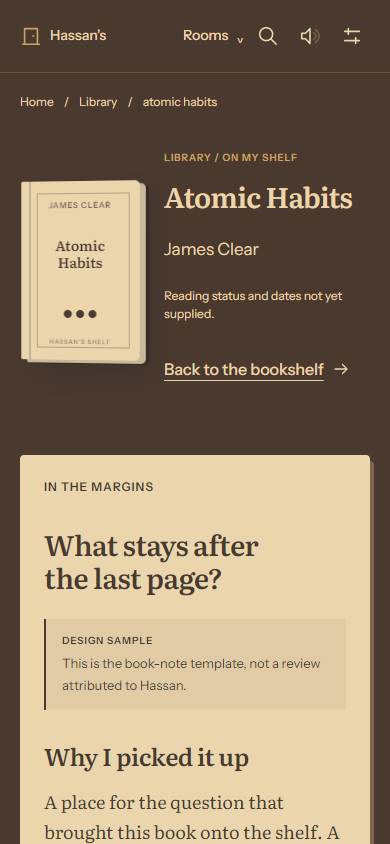 Hassan's
Rooms
Home / Library / atomic habits
LIBRARY / ON MY SHELF
Atomic Habits
James Clear
Reading status and dates not yet
supplied.
Back to the bookshelf →
JAMES CLEAR
Atomic
Habits
HASSAN'S SHELF
IN THE MARGINS
What stays after
the last page?
DESIGN SAMPLE
This is the book-note template, not a review
attributed to Hassan.
Why I picked it up
A place for the question that
brought this book onto the shelf. A